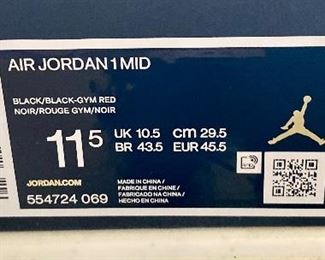 AIR JORDAN 1 MID
BLACK/BLACK-GYM RED
NOIR/ROUGE GYM/NOIR
11.5 UK 10.5 cm 29.5
BR 43.5 EUR 45.5
JORDAN.COM
554724 069
MADE IN CHINA /
FABRIQUE EN CHINE /
FABRICADO NA CHINA /
HECHO EN CHINA